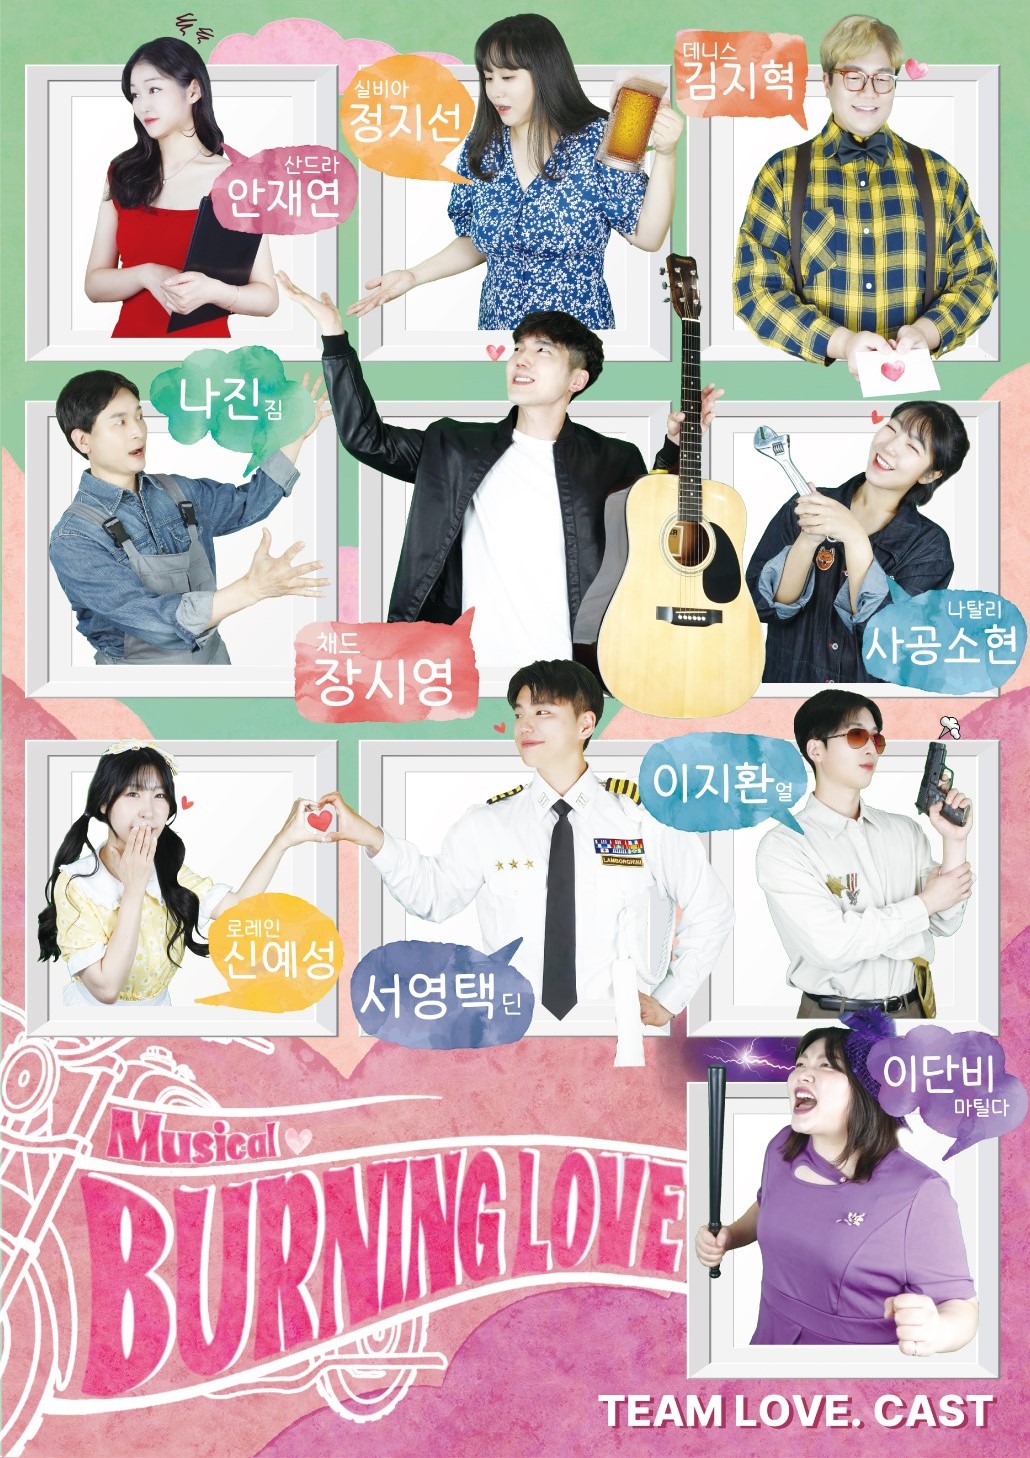 산드라
안재연
실비아
정지선
데니스
김지혁
나진 짐
채드
장시영
나탈리
사공소현
로레인
신예성
LAMBORGHINI
서영택 딘
이지환 얼
이단비
마틸다
Musical
BURNING LOVE
TEAM LOVE. CAST